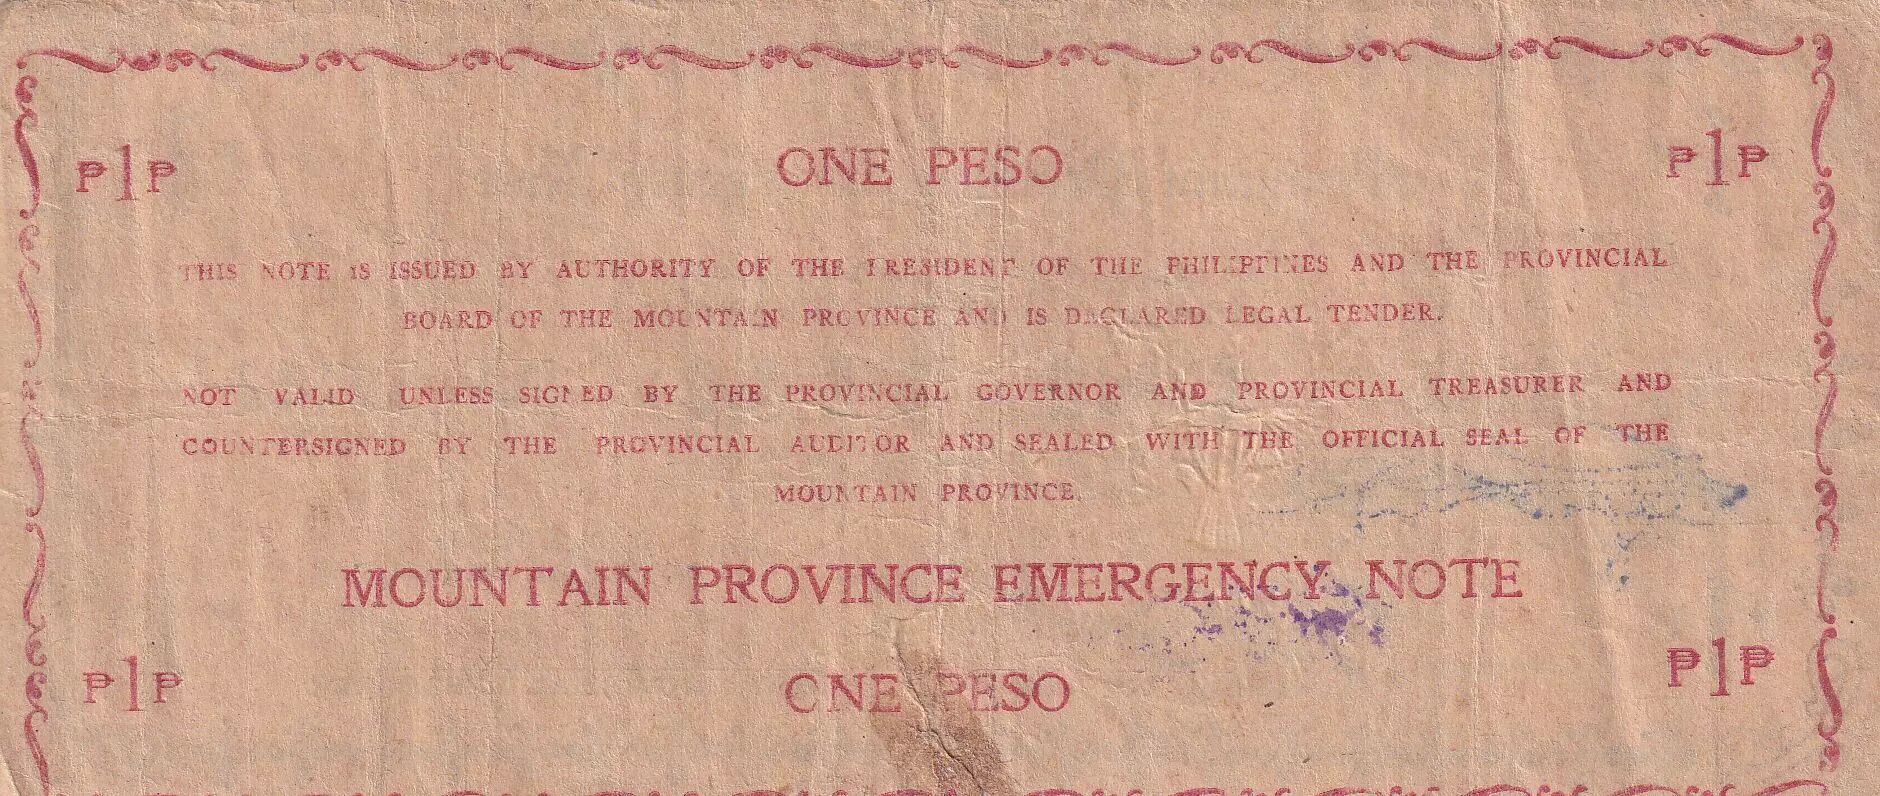 ₱1₱ ONE PESO ₱1₱
THIS NOTE IS ISSUED BY AUTHORITY OF THE PRESIDENT OF THE PHILIPPINES AND THE PROVINCIAL
BOARD OF THE MOUNTAIN PROVINCE AND IS DECLARED LEGAL TENDER.
NOT VALID UNLESS SIGNED BY THE PROVINCIAL GOVERNOR AND PROVINCIAL TREASURER AND
COUNTERSIGNED BY THE PROVINCIAL AUDITOR AND SEALED WITH THE OFFICIAL SEAL OF THE
MOUNTAIN PROVINCE.
MOUNTAIN PROVINCE EMERGENCY NOTE
₱1₱ ONE PESO ₱1₱